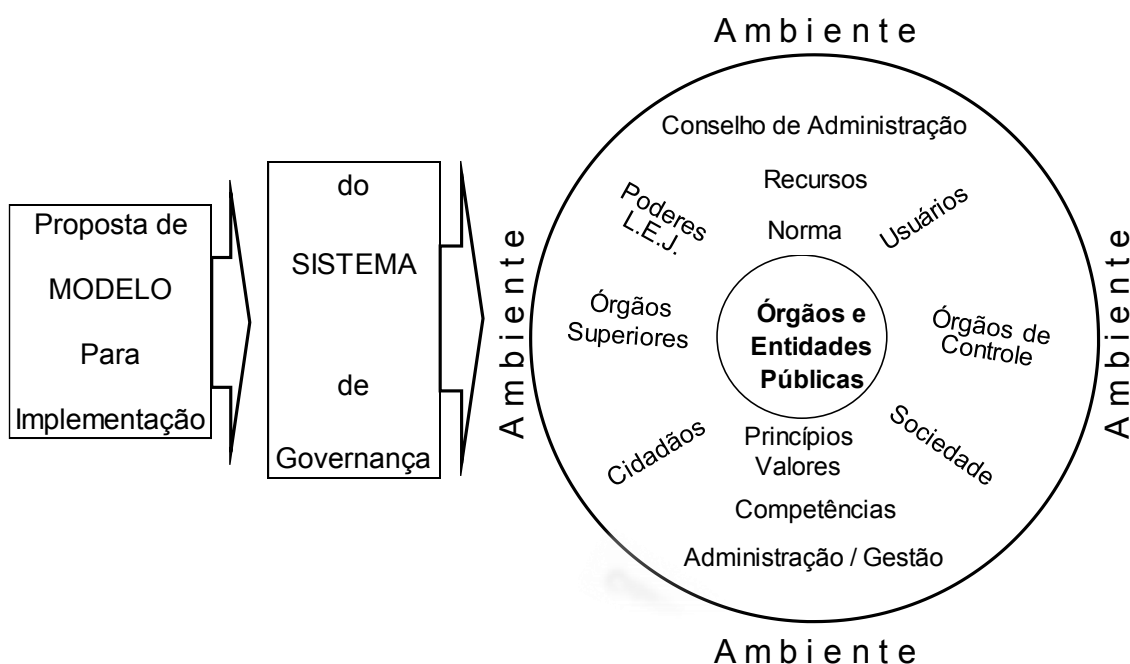 Proposta de
MODELO
Para
Implementação
do
SISTEMA
de
Governança
Ambiente
Ambiente
Conselho de Administração
Recursos
Norma
Poderes
L.E.J.
Usuários
Órgãos
Superiores
Órgãos e
Entidades
Públicas
Órgãos de
Controle
Cidadãos
Princípios
Valores
Sociedade
Competências
Administração / Gestão
Ambiente
Ambiente